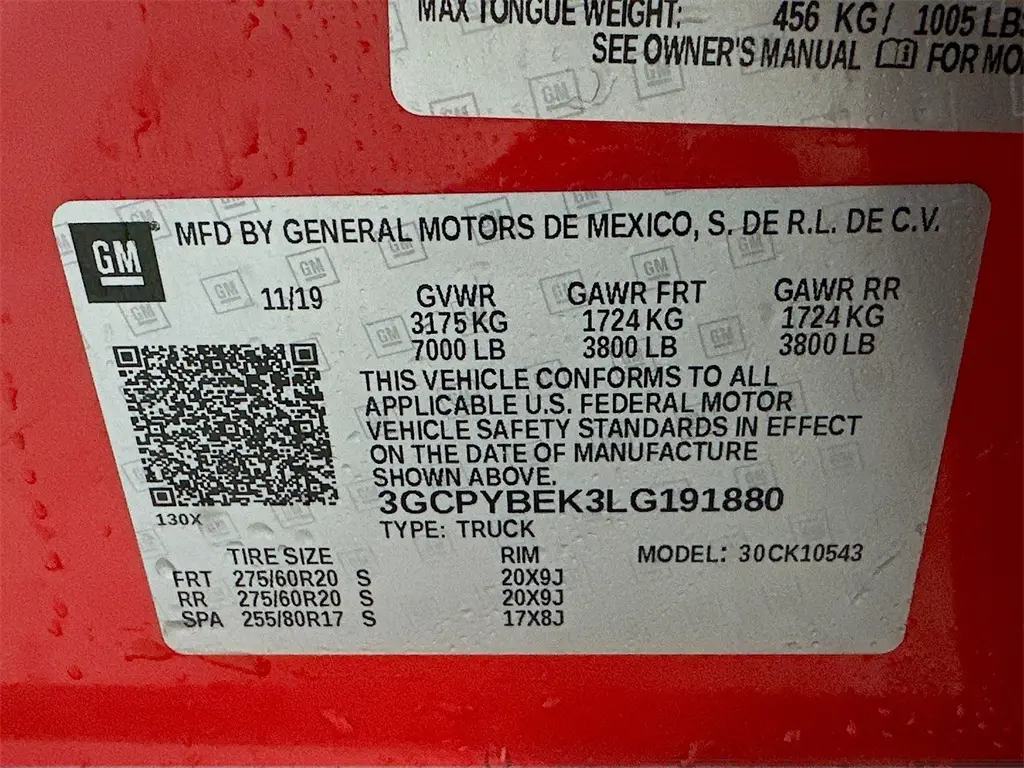 MAX TONGUE WEIGHT: 456 KG/ 1005 LB
SEE OWNER'S MANUAL FOR
GM MFD BY GENERAL MOTORS DE MEXICO, S. DE R.L. DE C.V.
11/19 GVWR GAWR FRT GAWR RR
3175 KG 1724 KG 1724 KG
7000 LB 3800 LB 3800 LB
THIS VEHICLE CONFORMS TO ALL
APPLICABLE U.S. FEDERAL MOTOR
VEHICLE SAFETY STANDARDS IN EFFECT
ON THE DATE OF MANUFACTURE
SHOWN ABOVE.
3GCPYBEK3LG191880
130X
TYPE: TRUCK
TIRE SIZE RIM MODEL: 30CK10543
FRT 275/60R20 S 20X9J
RR 275/60R20 S 20X9J
SPA 255/80R17 S 17X8J